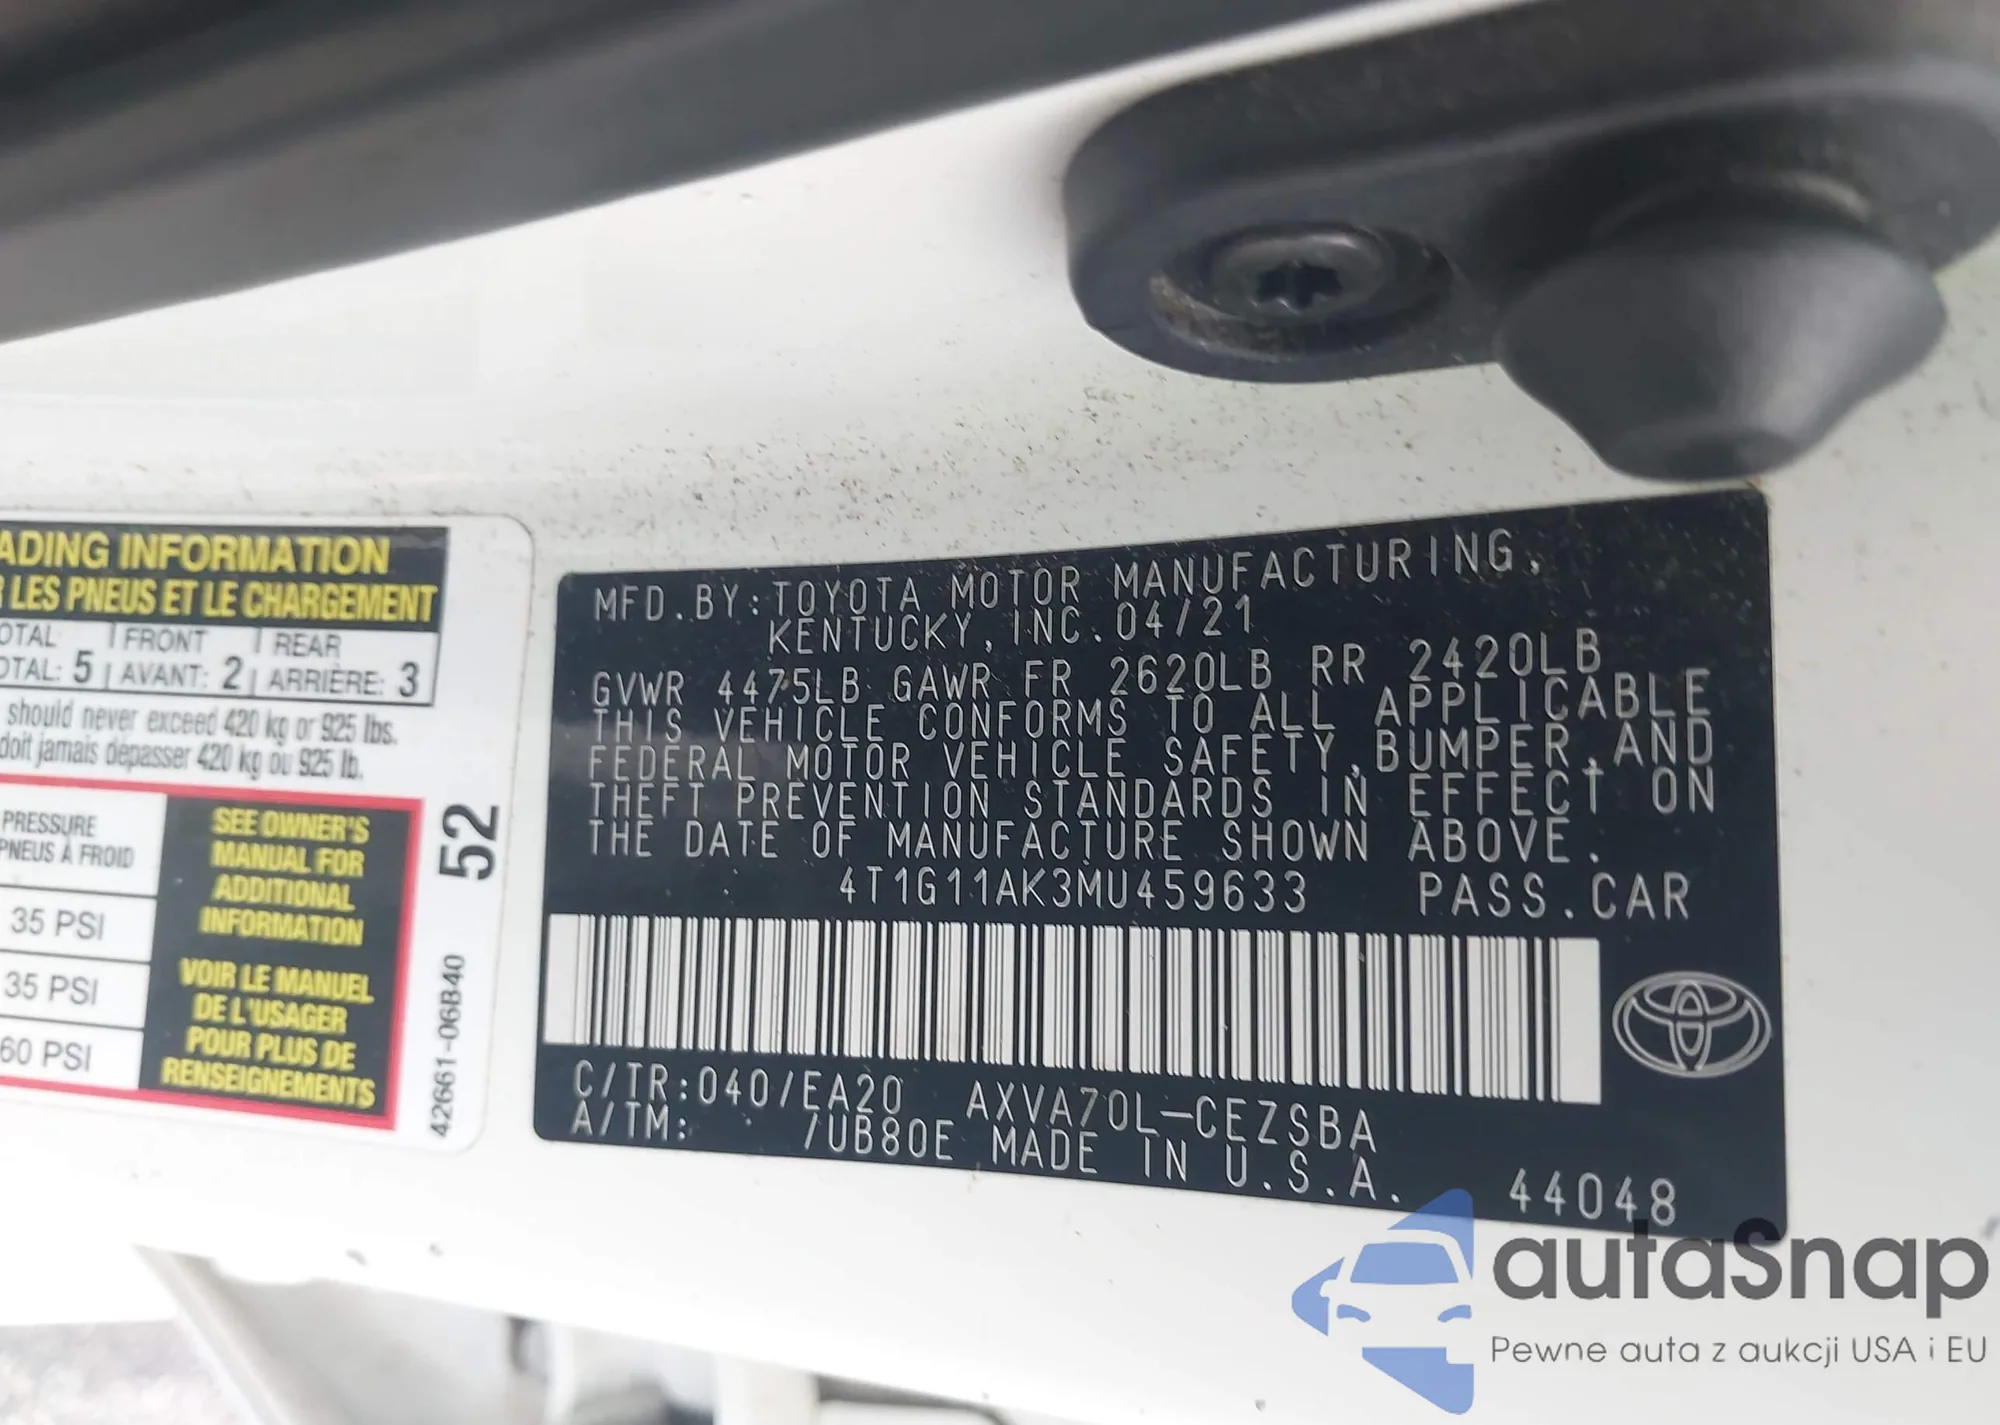 ADING INFORMATION
R LES PNEUS ET LE CHARGEMENT
OTAL FRONT REAR
OTAL: 5 AVANT: 2 ARRIÈRE: 3
should never exceed 420 kg or 925 lbs.
doit jamais dépasser 420 kg ou 925 lb.
PRESSURE
PNEUS À FROID
35 PSI
35 PSI
60 PSI
SEE OWNER'S
MANUAL FOR
ADDITIONAL
INFORMATION
VOIR LE MANUEL
DE L'USAGER
POUR PLUS DE
RENSEIGNEMENTS
52
42661-06B40
MFD.BY:TOYOTA MOTOR MANUFACTURING,
KENTUCKY, INC. 04/21
GVWR 4475LB GAWR FR 2620LB RR 2420LB
THIS VEHICLE CONFORMS TO ALL APPLICABLE
FEDERAL MOTOR VEHICLE SAFETY, BUMPER, AND
THEFT PREVENTION STANDARDS IN EFFECT ON
THE DATE OF MANUFACTURE SHOWN ABOVE.
4T1G11AK3MU459633 PASS.CAR
C/TR:040/EA20 AXVA70L-CEZSBA
A/TM: /UB80E MADE IN U.S.A.
44048
autaSnap
Pewne auta z aukcji USA i EU